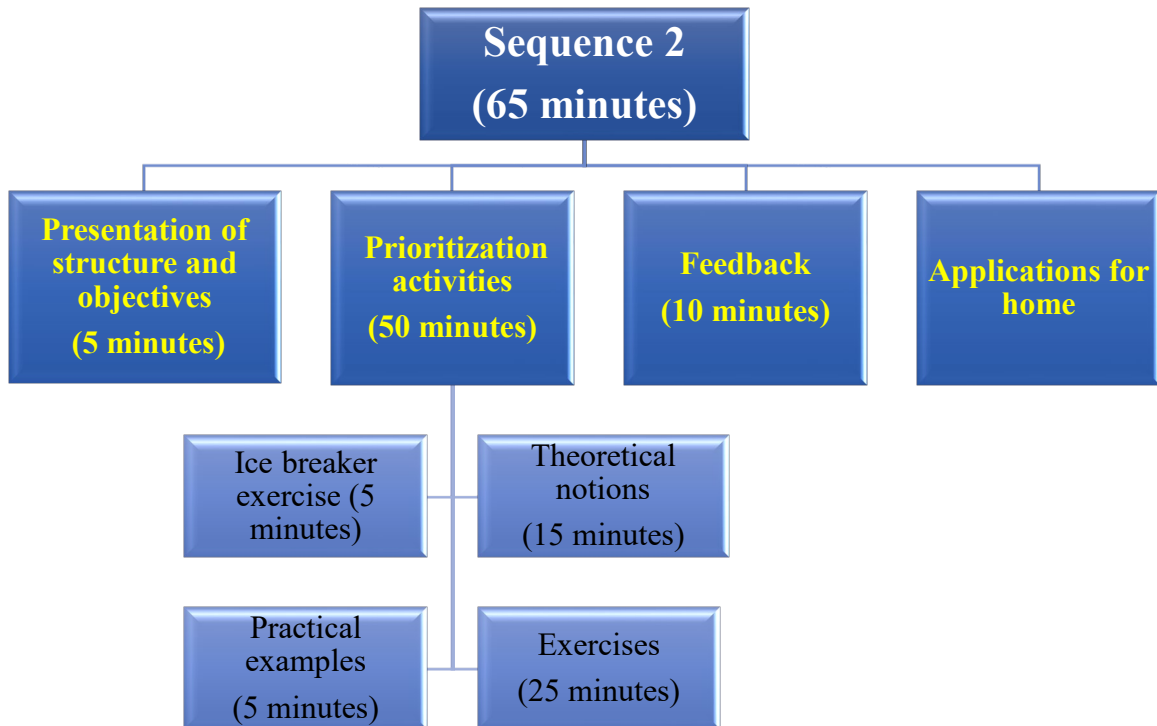 Sequence 2
(65 minutes)
Presentation of
structure and
objectives
(5 minutes)
Prioritization
activities
(50 minutes)
Feedback
(10 minutes)
Applications for
home
Ice breaker
exercise (5
minutes)
Theoretical
notions
(15 minutes)
Practical
examples
(5 minutes)
Exercises
(25 minutes)